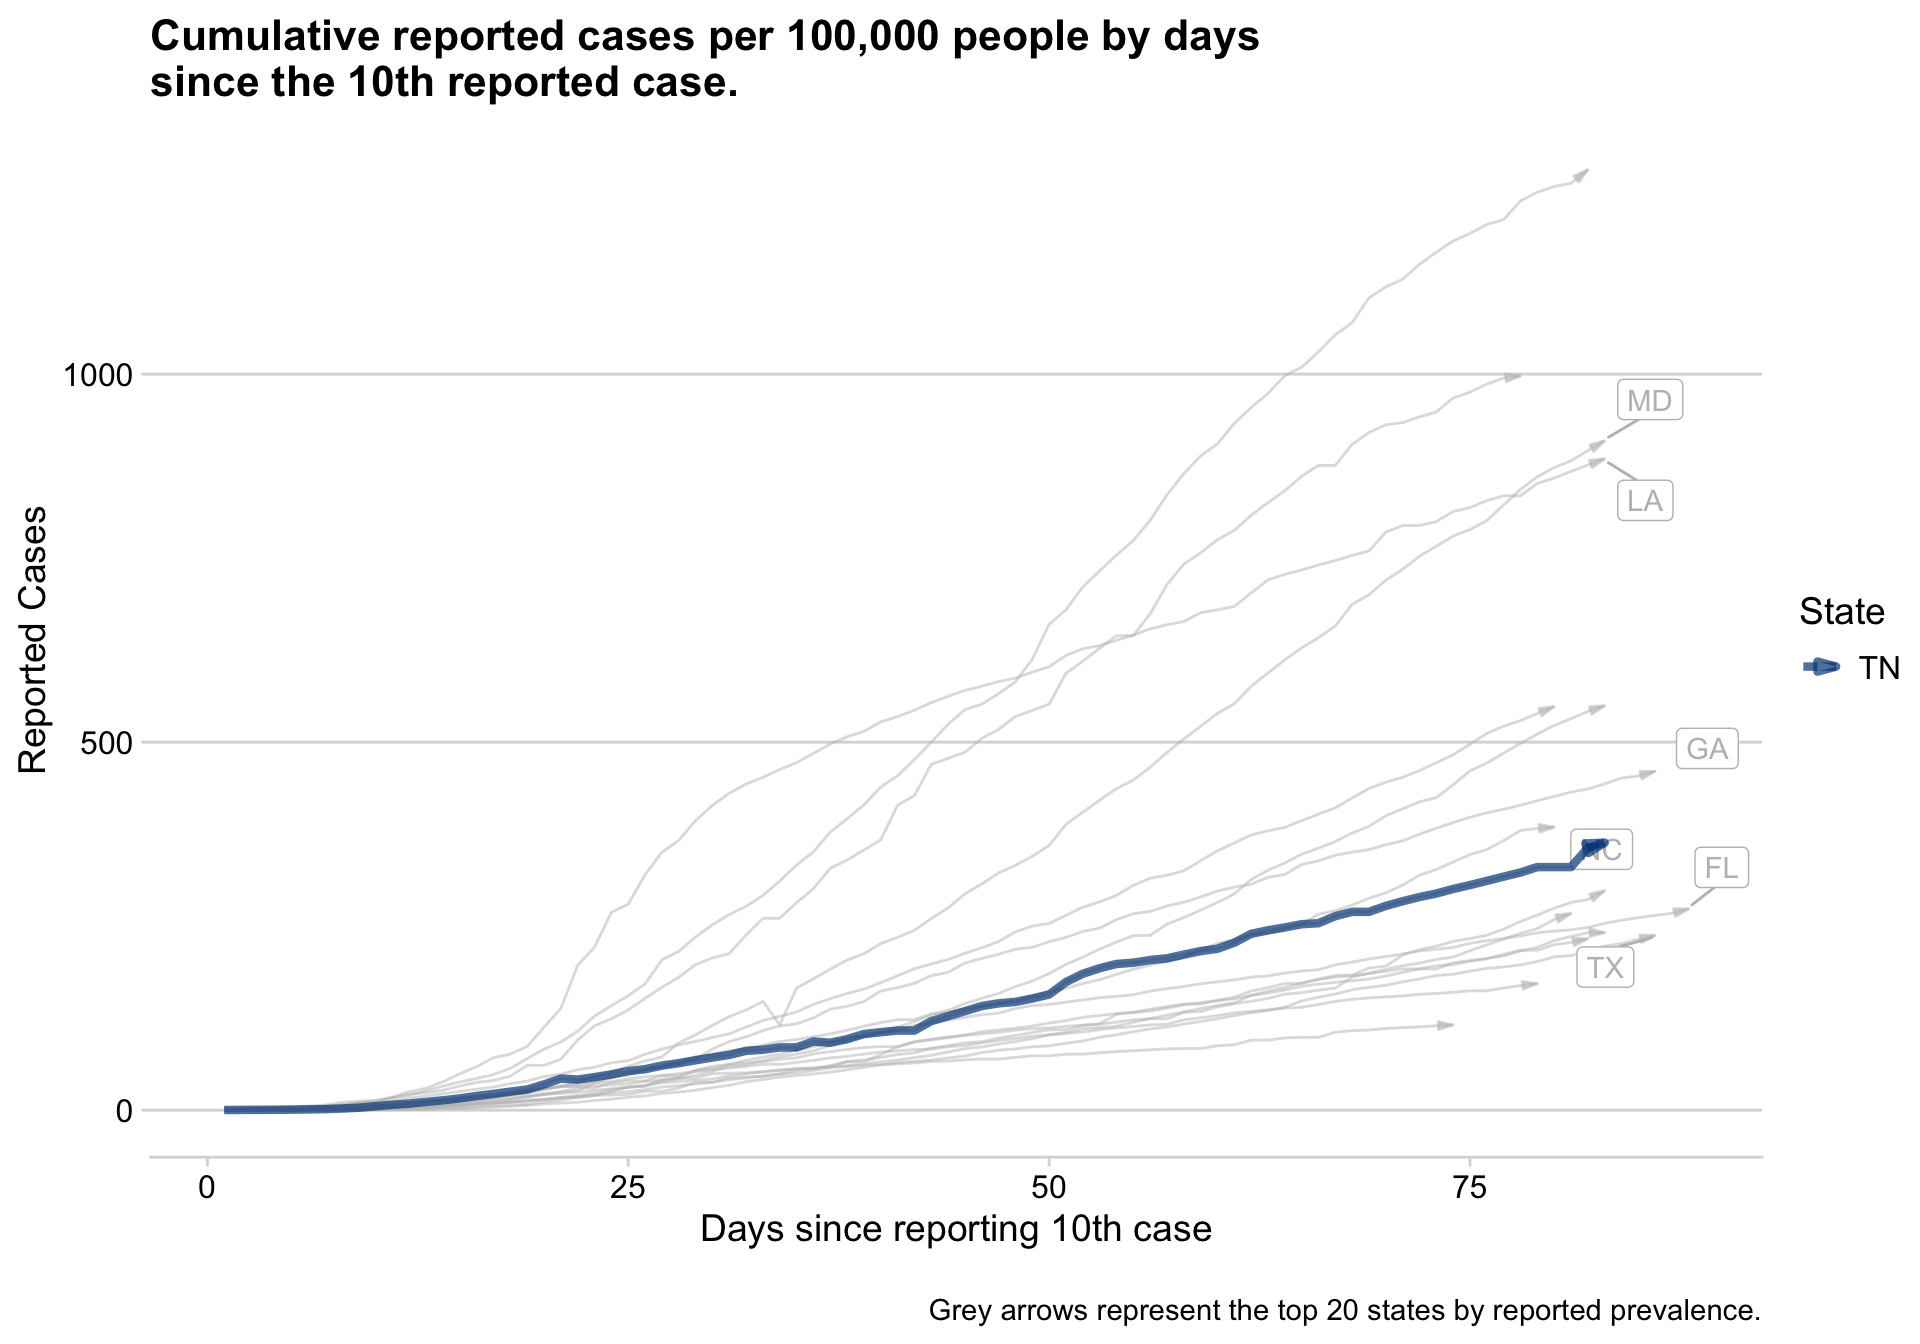 Cumulative reported cases per 100,000 people by days
since the 10th reported case.
1000
MD
LA
Reported Cases
State
TN
500
GA
NC
FL
TX
0
0 25 50 75
Days since reporting 10th case
Grey arrows represent the top 20 states by reported prevalence.